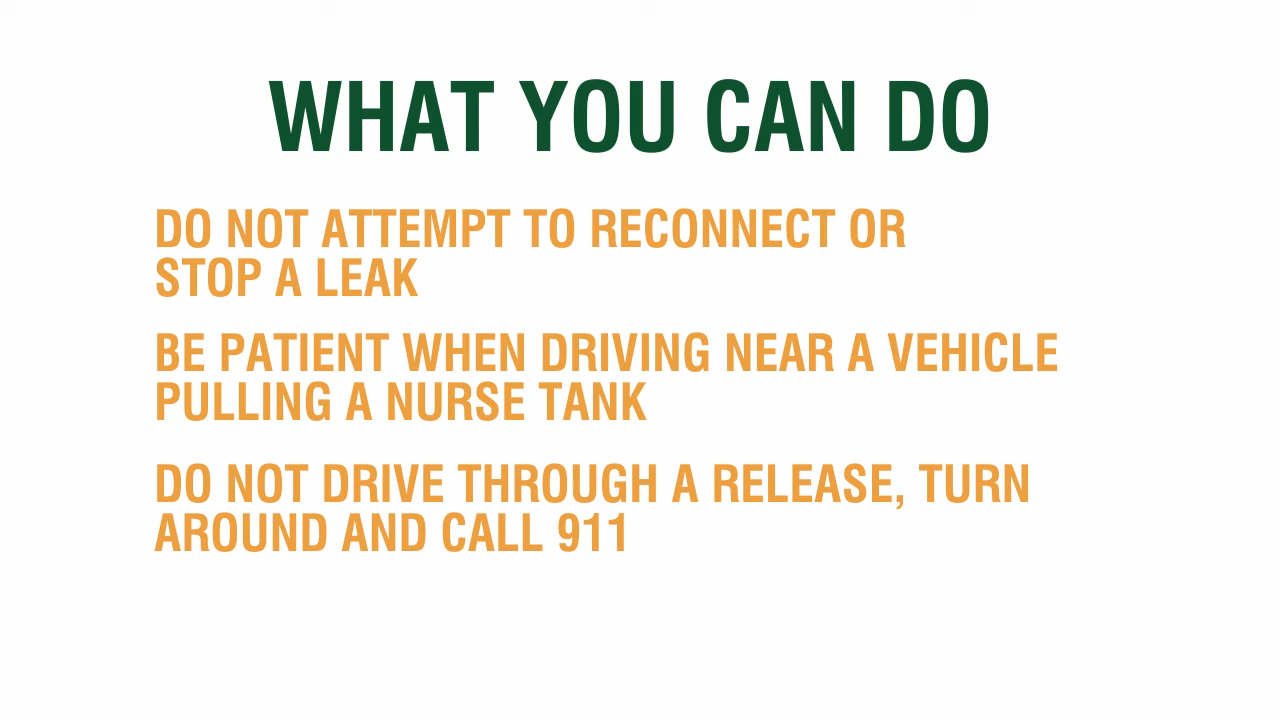 WHAT YOU CAN DO
DO NOT ATTEMPT TO RECONNECT OR
STOP A LEAK
BE PATIENT WHEN DRIVING NEAR A VEHICLE
PULLING A NURSE TANK
DO NOT DRIVE THROUGH A RELEASE, TURN
AROUND AND CALL 911